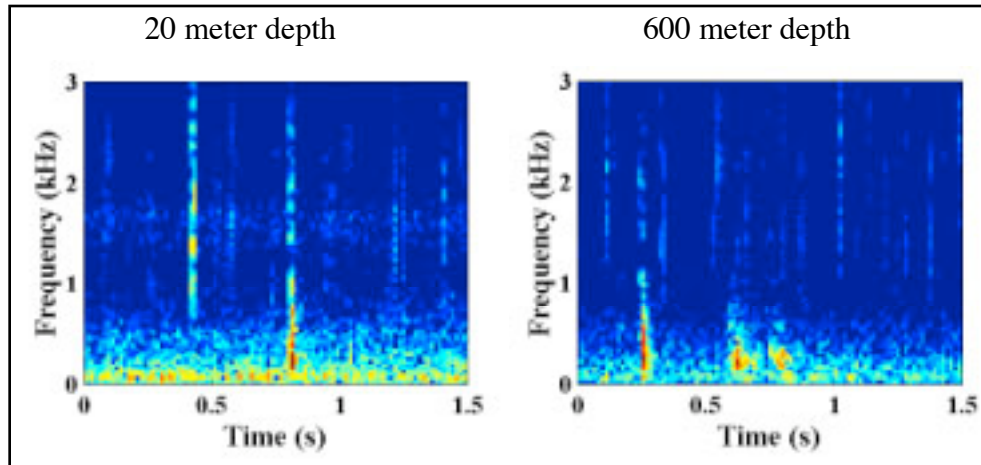 20 meter depth
600 meter depth
Frequency (kHz)
3
2
1
0
0 0.5 1 1.5
Time (s)
Frequency (kHz)
3
2
1
0
0 0.5 1 1.5
Time (s)